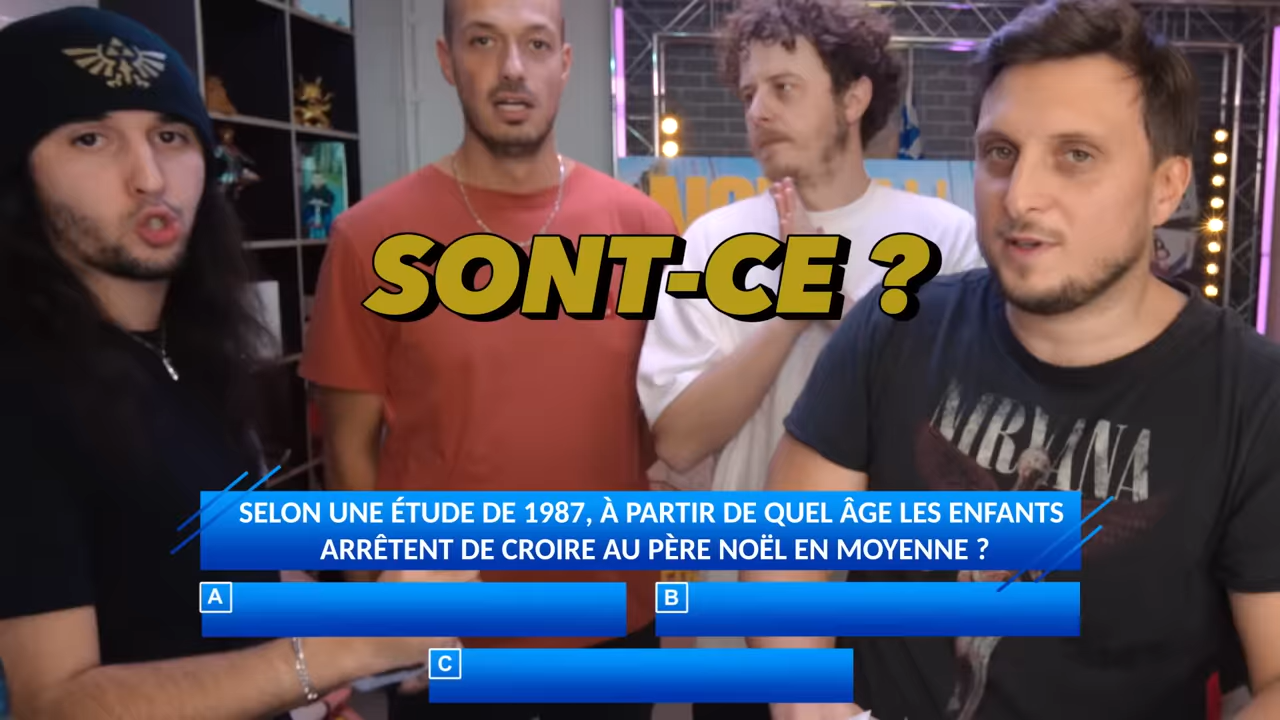 SONT-CE ?
NIRVANA
SELON UNE ÉTUDE DE 1987, À PARTIR DE QUEL ÂGE LES ENFANTS
ARRÊTENT DE CROIRE AU PÈRE NOËL EN MOYENNE ?
A
B
C